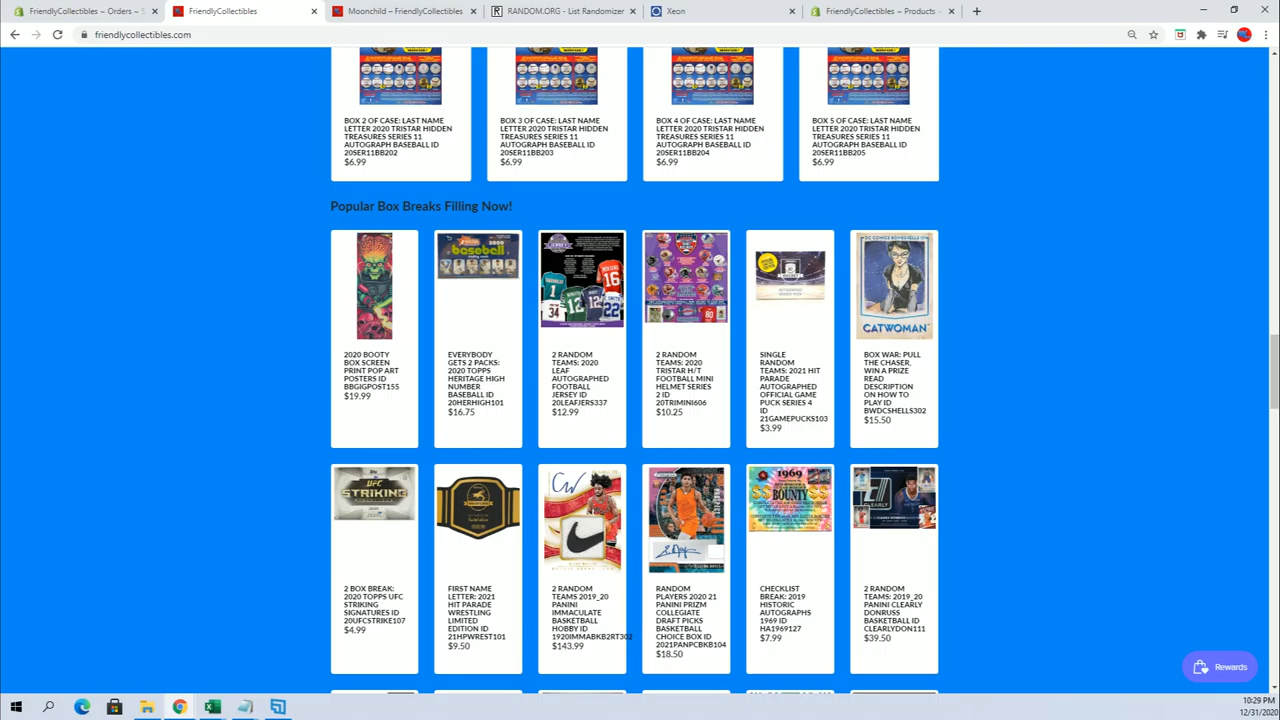 FriendlyCollectibles ~ Orders ~ S
FriendlyCollectibles
Moonchild – FriendlyCollectibles
RANDOM.ORG - List Randomizer
Xeon
FriendlyCollectibles ~ Products ~
friendlycollectibles.com
BOX 2 OF CASE: LAST NAME
LETTER 2020 TRISTAR HIDDEN
TREASURES SERIES 11
AUTOGRAPH BASEBALL ID
20SER11BB202
$6.99
BOX 3 OF CASE: LAST NAME
LETTER 2020 TRISTAR HIDDEN
TREASURES SERIES 11
AUTOGRAPH BASEBALL ID
20SER11BB203
$6.99
BOX 4 OF CASE: LAST NAME
LETTER 2020 TRISTAR HIDDEN
TREASURES SERIES 11
AUTOGRAPH BASEBALL ID
20SER11BB204
$6.99
BOX 5 OF CASE: LAST NAME
LETTER 2020 TRISTAR HIDDEN
TREASURES SERIES 11
AUTOGRAPH BASEBALL ID
20SER11BB205
$6.99
Popular Box Breaks Filling Now!
2020 BOOTY
BOX SCREEN
PRINT POP ART
POSTERS ID
BBGIGPOST155
$19.99
baseball
2020
EVERYBODY
GETS 2 PACKS:
2020 TOPPS
HERITAGE HIGH
NUMBER
BASEBALL ID
20HERHIGH101
$16.75
2 RANDOM
TEAMS: 2020
LEAF
AUTOGRAPHED
FOOTBALL
JERSEY ID
20LEAFJERS337
$12.99
2 RANDOM
TEAMS: 2020
TRISTAR H/T
FOOTBALL MINI
HELMET SERIES
2 ID
20TRIMINI606
$10.25
SINGLE
RANDOM
TEAMS: 2021 HIT
PARADE
AUTOGRAPHED
OFFICIAL GAME
PUCK SERIES 4
ID
21GAMEPUCKS103
$3.99
DC COMICS BOMBSHELLS
CATWOMAN
BOX WAR: PULL
THE CHASER,
WIN A PRIZE
READ
DESCRIPTION
ON HOW TO
PLAY ID
BWDCSHELLS302
$15.50
UFC
STRIKING
2 BOX BREAK:
2020 TOPPS UFC
STRIKING
SIGNATURES ID
20UFCSTRIKE107
$4.99
FIRST NAME
LETTER: 2021
HIT PARADE
WRESTLING
LIMITED
EDITION ID
21HPWREST101
$9.50
2 RANDOM
TEAMS 2019_20
PANINI
IMMACULATE
BASKETBALL
HOBBY ID
1920IMMABKB2RT302
$143.99
RANDOM
PLAYERS 2020 21
PANINI PRIZM
COLLEGIATE
DRAFT PICKS
BASKETBALL
CHOICE BOX ID
2021PANPCBKB104
$18.50
1969
$$ BOUNTY $$
CHECKLIST
BREAK: 2019
HISTORIC
AUTOGRAPHS
1969 ID
HA1969127
$7.99
CLEARLY
2 RANDOM
TEAMS: 2019_20
PANINI CLEARLY
DONRUSS
BASKETBALL ID
CLEARLYDON111
$39.50
Rewards
10:29 PM
12/31/2020